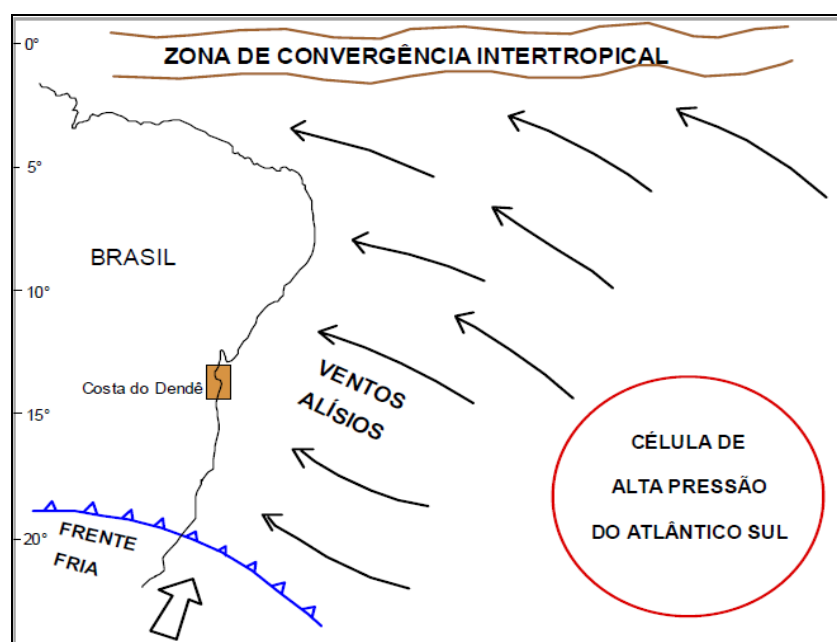 0°
ZONA DE CONVERGÊNCIA INTERTROPICAL
5°
BRASIL
10°
Costa do Dendê
VENTOS
ALÍSIOS
15°
CÉLULA DE
ALTA PRESSÃO
DO ATLÂNTICO SUL
20°
FRENTE
FRIA